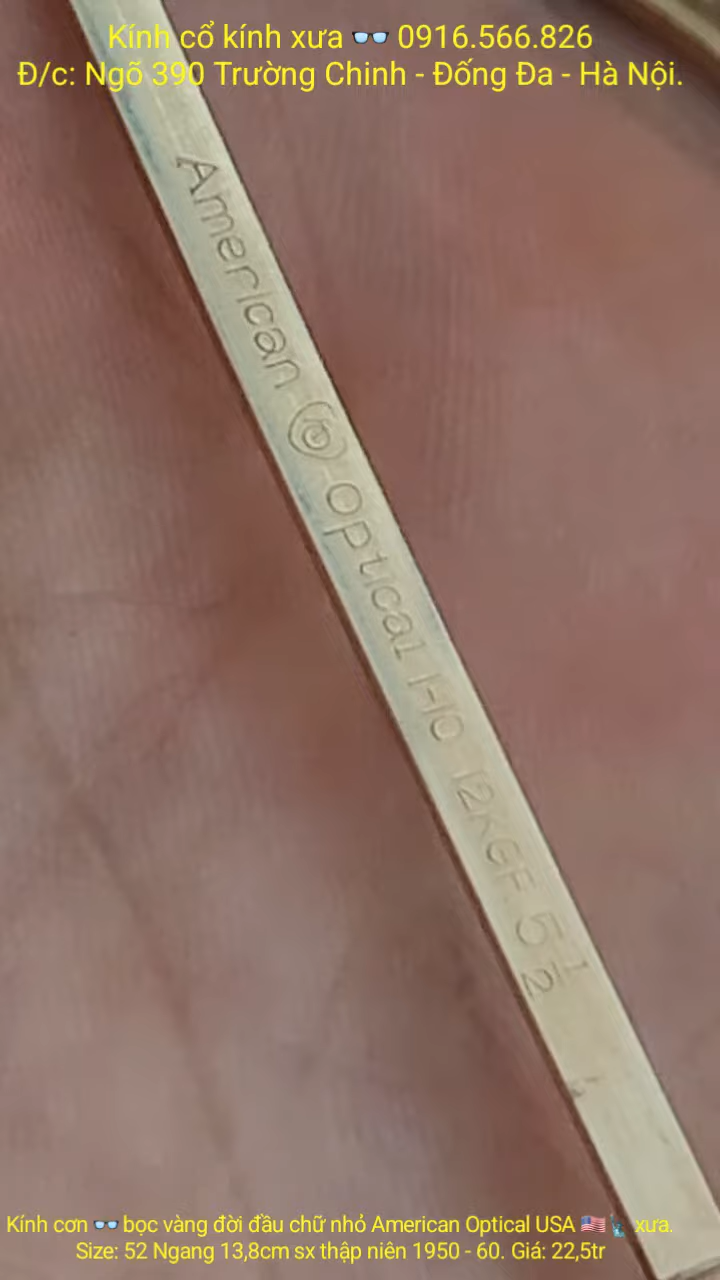 Kính cổ kính xưa 👓 0916.566.826
Đ/c: Ngõ 390 Trường Chinh - Đống Đa - Hà Nội.
American AO Optical 1-10 12KGF. 5 1/2
Kính cơn 👓 bọc vàng đời đầu chữ nhỏ American Optical USA 🇺🇸🗽 xưa.
Size: 52 Ngang 13,8cm sx thập niên 1950 - 60. Giá: 22,5tr